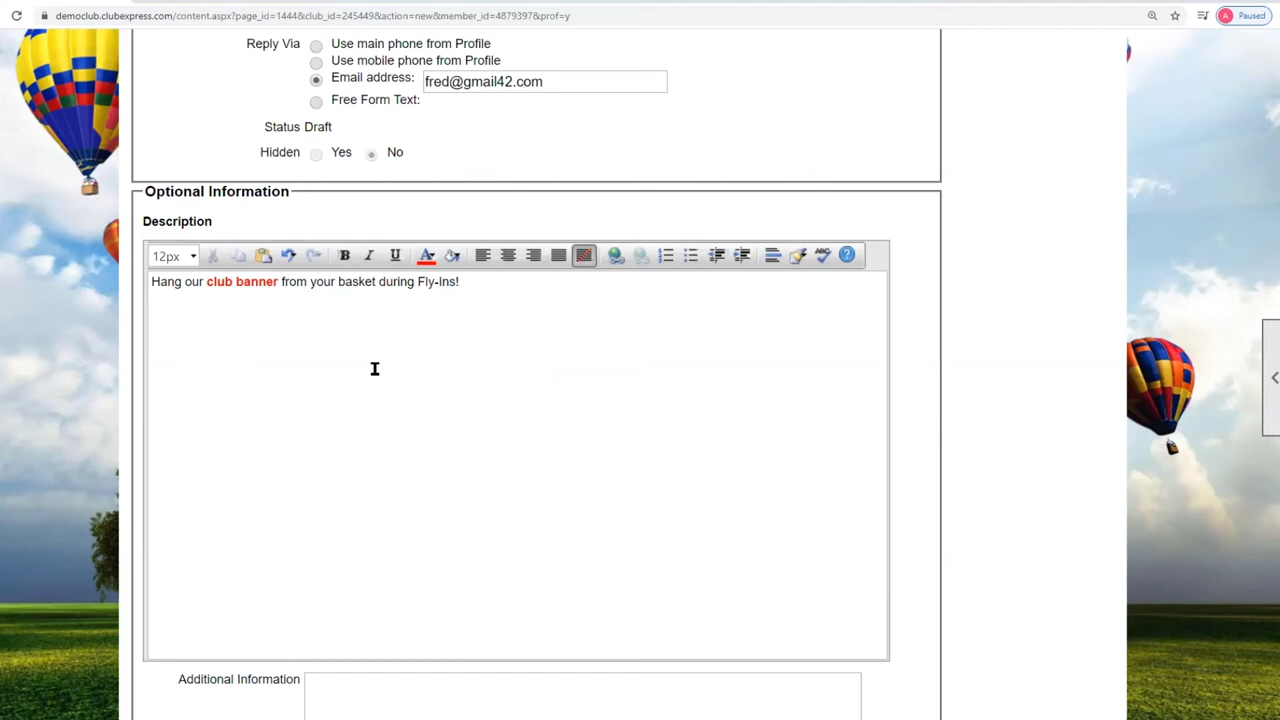 democlub.clubexpress.com/content.aspx?page_id=1444&club_id=245449&action=new&member_id=4879397&prof=y
A Paused
Reply Via
Use main phone from Profile
Use mobile phone from Profile
Email address: fred@gmail42.com
Free Form Text:
Status Draft
Hidden Yes No
Optional Information
Description
12px B I U A ABC ?
Hang our club banner from your basket during Fly-Ins!
Additional Information